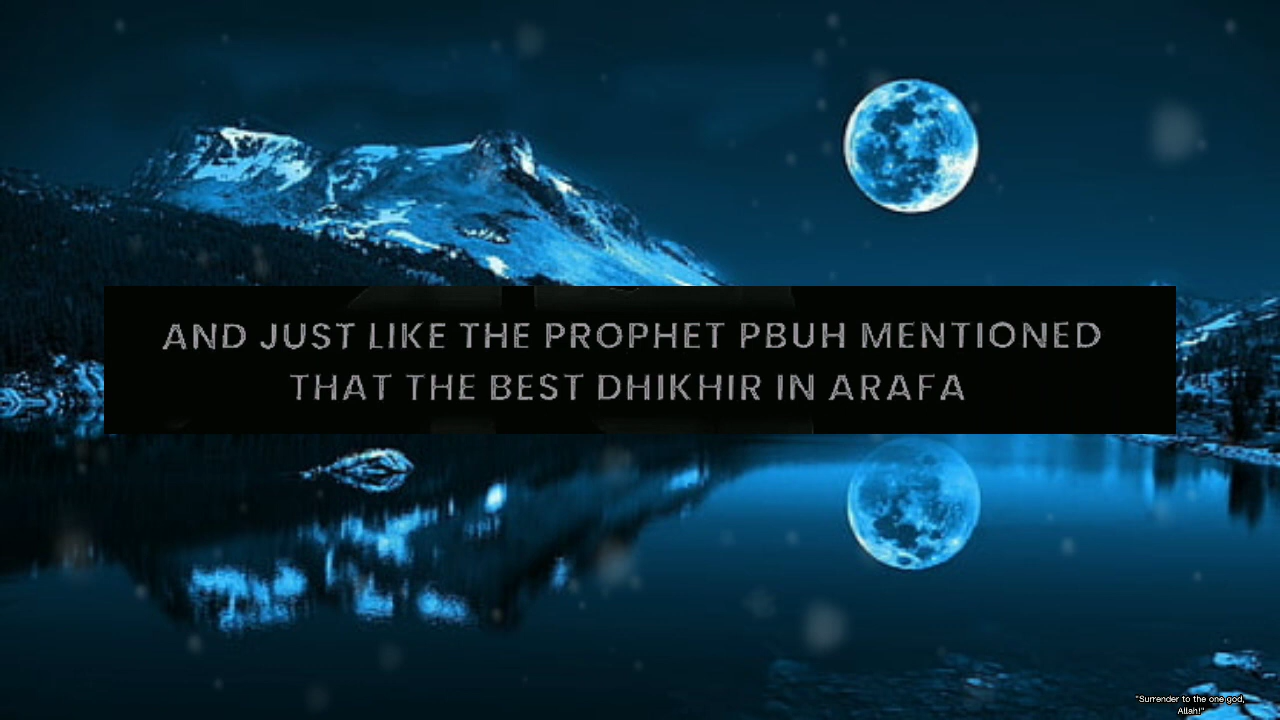 AND JUST LIKE THE PROPHET PBUH MENTIONED
THAT THE BEST DHIKHIR IN ARAFA
"Surrender to the one god,
Allah!"